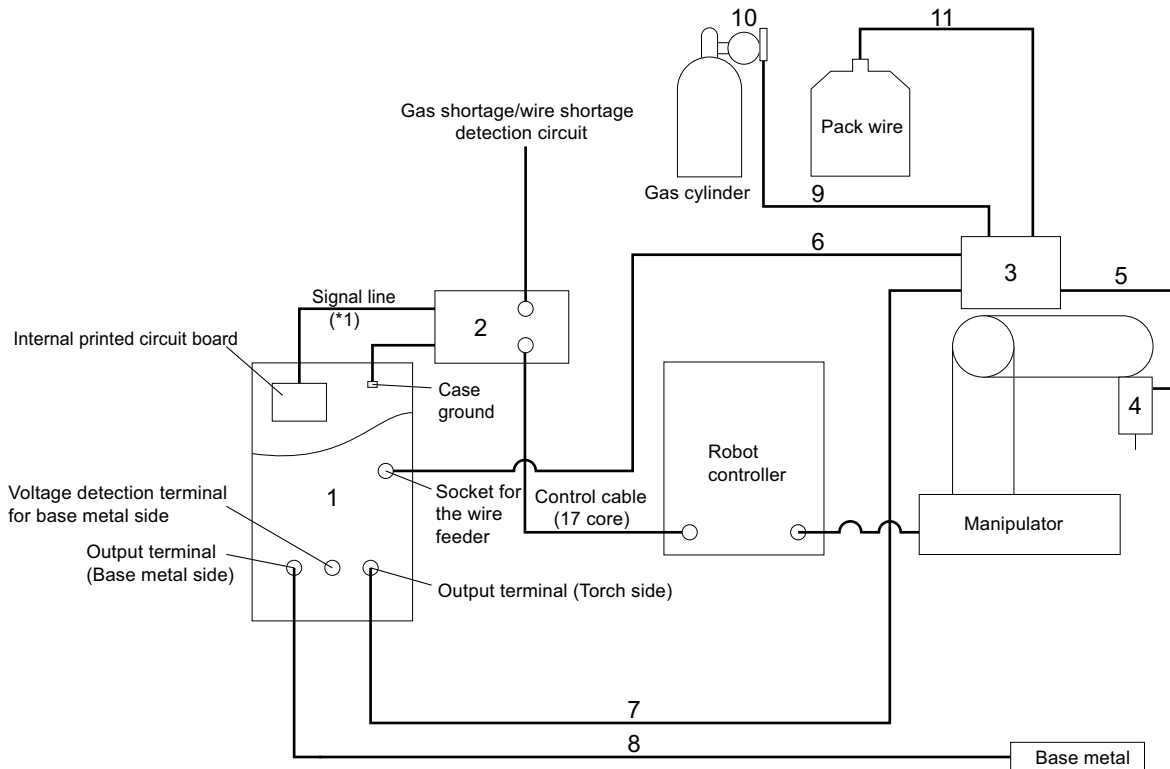 10
11
Gas shortage/wire shortage
detection circuit
Pack wire
Gas cylinder
9
6
3
5
Signal line
(*1)
2
Internal printed circuit board
Case
ground
4
Robot
controller
1
Socket for
the wire
feeder
Control cable
(17 core)
Voltage detection terminal
for base metal side
Manipulator
Output terminal
(Base metal side)
Output terminal (Torch side)
7
8
Base metal